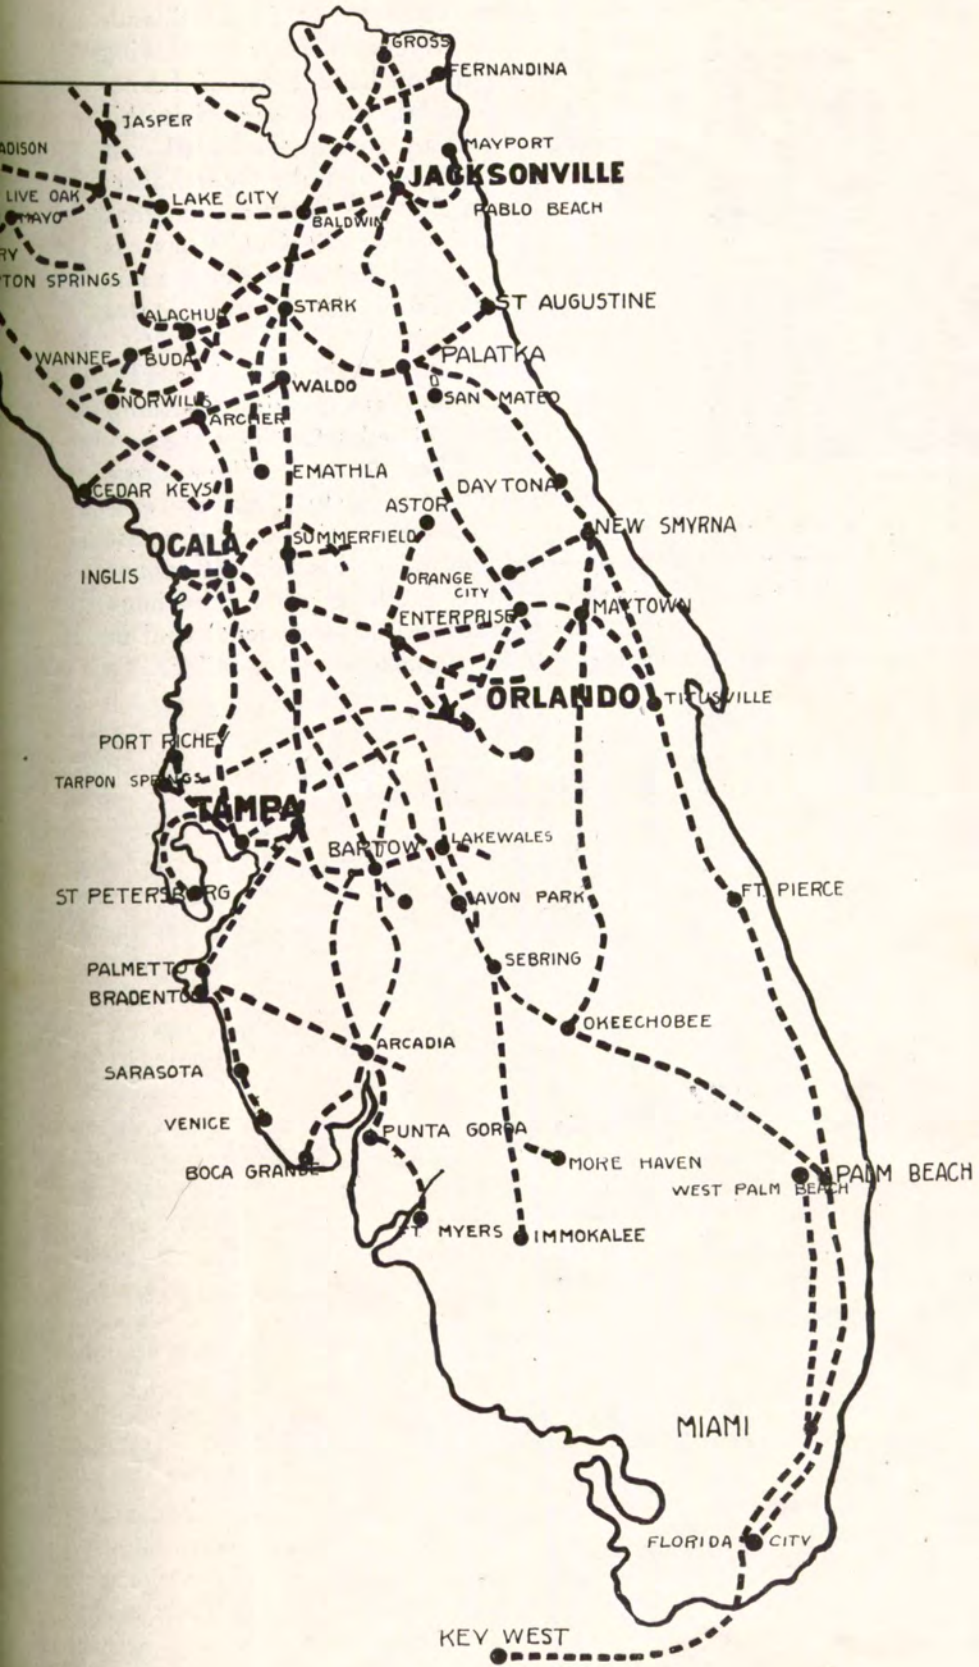 GROSS
FERNANDINA
JASPER
ADISON
MAYPORT
JACKSONVILLE
LIVE OAK
LAKE CITY
MAYO
BALDWIN
PABLO BEACH
RY
TON SPRINGS
ALACHUA
STARK
ST AUGUSTINE
WANNEE
BUDA
PALATKA
WALDO
NORWILLS
SAN MATEO
ARCHER
EMATHLA
DAYTONA
CEDAR KEYS
ASTOR
NEW SMYRNA
OCALA
SUMMERFIELD
INGLIS
ORANGE
CITY
ENTERPRISE
MAYTOWN
ORLANDO
TITUSVILLE
PORT RICHEY
TARPON SPRINGS
TAMPA
BARTOW
LAKEWALES
ST PETERSBURG
AVON PARK
FT. PIERCE
PALMETTO
SEBRING
BRADENTON
OKEECHOBEE
ARCADIA
SARASOTA
VENICE
PUNTA GORDA
BOCA GRANDE
MORE HAVEN
PALM BEACH
WEST PALM BEACH
FT MYERS
IMMOKALEE
MIAMI
FLORIDA CITY
KEY WEST